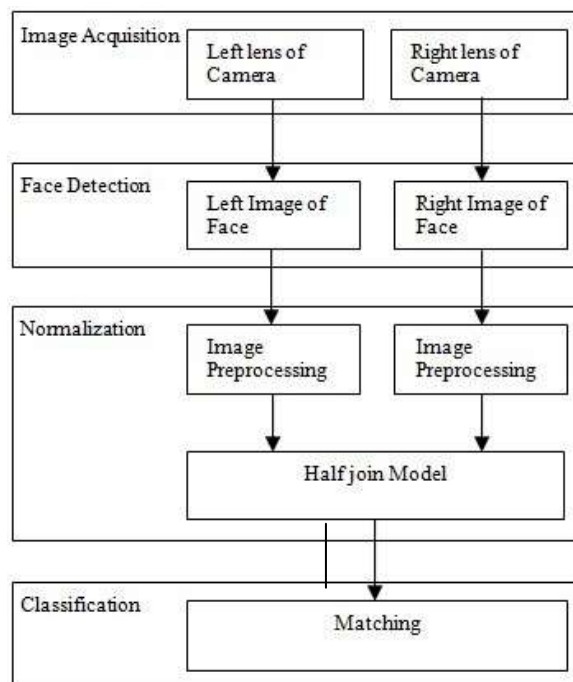 Image Acquisition
Left lens of
Camera
Right lens of
Camera
Face Detection
Left Image of
Face
Right Image of
Face
Normalization
Image
Preprocessing
Image
Preprocessing
Half join Model
Classification
Matching